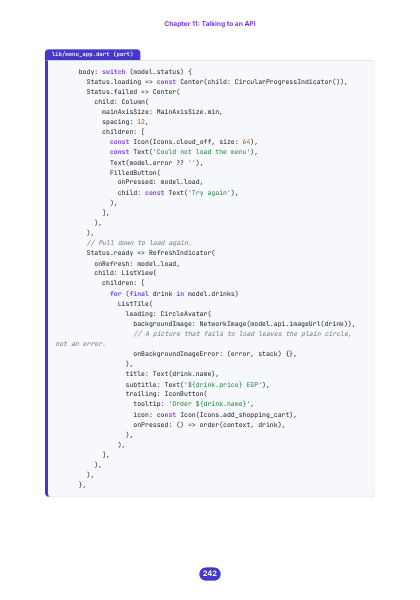 Chapter 11: Talking to an API
lib/menu_app.dart (part)
body: switch (model.status) {
Status.loading => const Center(child: CircularProgressIndicator()),
Status.failed => Center(
child: Column(
mainAxisSize: MainAxisSize.min,
spacing: 12,
children: [
const Icon(Icons.cloud_off, size: 64),
const Text('Could not load the menu'),
Text(model.error ?? ''),
FilledButton(
onPressed: model.load,
child: const Text('Try again'),
),
],
),
),
// Pull down to load again.
Status.ready => RefreshIndicator(
onRefresh: model.load,
child: ListView(
children: [
for (final drink in model.drinks)
ListTile(
leading: CircleAvatar(
backgroundImage: NetworkImage(model.api.imageUrl(drink)),
// A picture that fails to load leaves the plain circle,
not an error.
onBackgroundImageError: (error, stack) {},
),
title: Text(drink.name),
subtitle: Text('${drink.price} EGP'),
trailing: IconButton(
tooltip: 'Order ${drink.name}',
icon: const Icon(Icons.add_shopping_cart),
onPressed: () => order(context, drink),
),
),
],
),
),
},
242